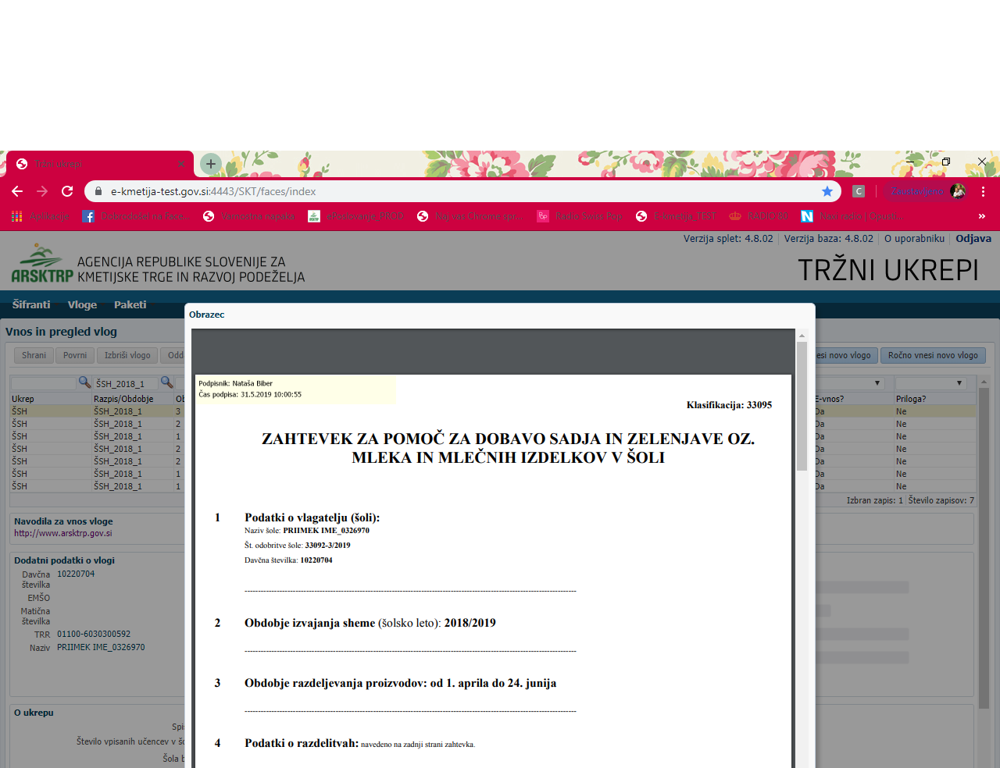 Tržni ukrepi
e-kmetija-test.gov.si:4443/SKT/faces/index
C
Zaustavljeno
Aplikacije
Dobrodošel na Face...
Varnostna napaka
ePoslovanje_PROD
Radio Swiss Pop
E-kmetija_TEST
RADIO 80
Naxi radio | Opusti...
»
Verzija splet: 4.8.02
Verzija baza: 4.8.02
O uporabniku
Odjava
ARSKTRP
AGENCIJA REPUBLIKE SLOVENIJE ZA
KMETIJSKE TRGE IN RAZVOJ PODEŽELJA
TRŽNI UKREPI
Šifranti Vloge Paketi
Vnos in pregled vlog
Shrani Povrni Izbriši vlogo
esi novo vlogo
Ročno vnesi novo vlogo
ŠSH_2018_1
Ukrep Razpis/Obdobje Ob E-vnos? Priloga?
ŠSH ŠSH_2018_1 3 Da Ne
ŠSH ŠSH_2018_1 2 Da Ne
ŠSH ŠSH_2018_1 1 Da Ne
ŠSH ŠSH_2018_1 2 Da Ne
ŠSH ŠSH_2018_1 2 Da Ne
ŠSH ŠSH_2018_1 1 Da Ne
ŠSH ŠSH_2018_1 1 Da Ne
Izbran zapis: 1 Število zapisov: 7
Navodila za vnos vloge
http://www.arsktrp.gov.si
Dodatni podatki o vlogi
Davčna številka 10220704
EMŠO
Matična številka
TRR 01100-6030300592
Naziv PRIIMEK IME_0326970
O ukrepu
Spi
Število vpisanih učencev v šo
Šola b
Obrazec
Podpisnik: Nataša Biber
Čas podpisa: 31.5.2019 10:00:55
Klasifikacija: 33095
ZAHTEVEK ZA POMOČ ZA DOBAVO SADJA IN ZELENJAVE OZ.
MLEKA IN MLEČNIH IZDELKOV V ŠOLI
1 Podatki o vlagatelju (šoli):
Naziv šole: PRIIMEK IME_0326970
Št. odobritve šole: 33092-3/2019
Davčna številka: 10220704
2 Obdobje izvajanja sheme (šolsko leto): 2018/2019
3 Obdobje razdeljevanja proizvodov: od 1. aprila do 24. junija
4 Podatki o razdelitvah: navedeno na zadnji strani zahtevka.